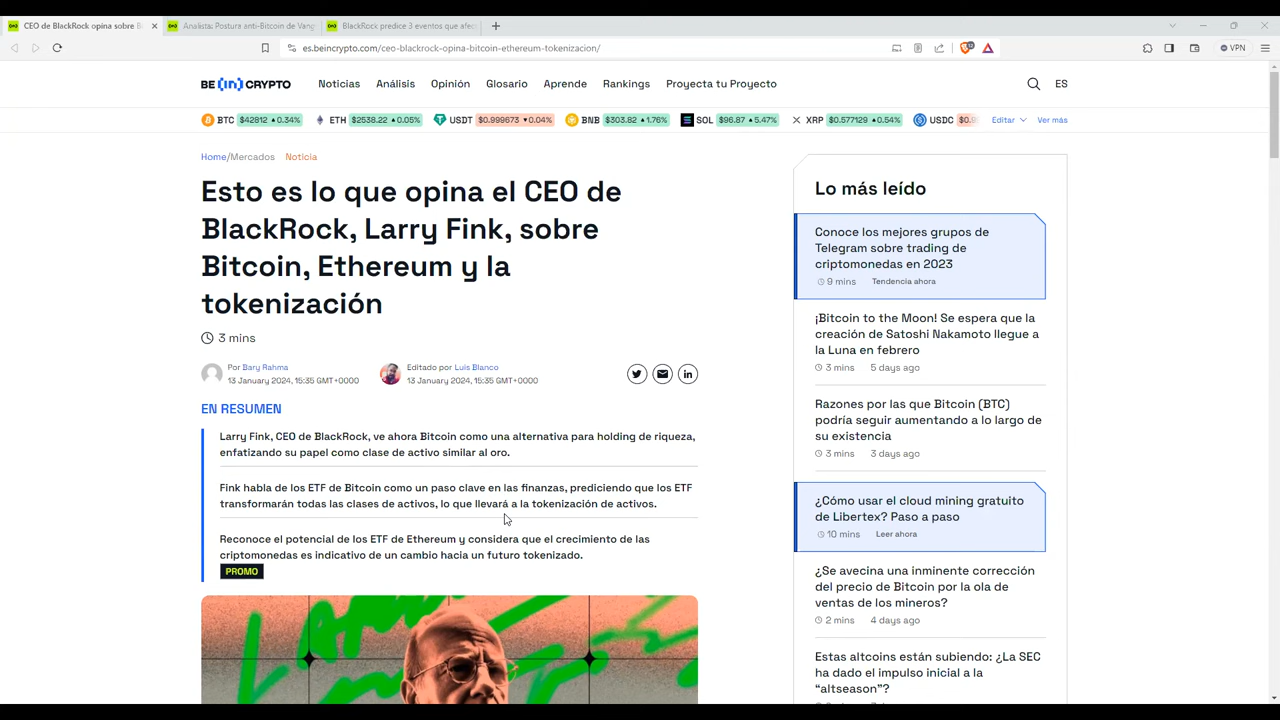 CEO de BlackRock opina sobre B
Analista: Postura anti-Bitcoin de Vang
BlackRock predice 3 eventos que afec
es.beincrypto.com/ceo-blackrock-opina-bitcoin-ethereum-tokenizacion/
VPN
BE[IN]CRYPTO
Noticias
Análisis
Opinión
Glosario
Aprende
Rankings
Proyecta tu Proyecto
ES
BTC $42812 ▲0.34%
ETH $2538.22 ▲0.05%
USDT $0.999673 ▼0.04%
BNB $303.82 ▲1.76%
SOL $96.87 ▲5.47%
XRP $0.577129 ▲0.54%
USDC $0.9
Editar
Ver más
Home/Mercados Noticia
Esto es lo que opina el CEO de
BlackRock, Larry Fink, sobre
Bitcoin, Ethereum y la
tokenización
3 mins
Por Bary Rahma
13 January 2024, 15:35 GMT+0000
Editado por Luis Blanco
13 January 2024, 15:35 GMT+0000
EN RESUMEN
Larry Fink, CEO de BlackRock, ve ahora Bitcoin como una alternativa para holding de riqueza,
enfatizando su papel como clase de activo similar al oro.
Fink habla de los ETF de Bitcoin como un paso clave en las finanzas, prediciendo que los ETF
transformarán todas las clases de activos, lo que llevará a la tokenización de activos.
Reconoce el potencial de los ETF de Ethereum y considera que el crecimiento de las
criptomonedas es indicativo de un cambio hacia un futuro tokenizado.
PROMO
Lo más leído
Conoce los mejores grupos de
Telegram sobre trading de
criptomonedas en 2023
9 mins Tendencia ahora
¡Bitcoin to the Moon! Se espera que la
creación de Satoshi Nakamoto llegue a
la Luna en febrero
3 mins 5 days ago
Razones por las que Bitcoin (BTC)
podría seguir aumentando a lo largo de
su existencia
3 mins 3 days ago
¿Cómo usar el cloud mining gratuito
de Libertex? Paso a paso
10 mins Leer ahora
¿Se avecina una inminente corrección
del precio de Bitcoin por la ola de
ventas de los mineros?
2 mins 4 days ago
Estas altcoins están subiendo: ¿La SEC
ha dado el impulso inicial a la
“altseason”?